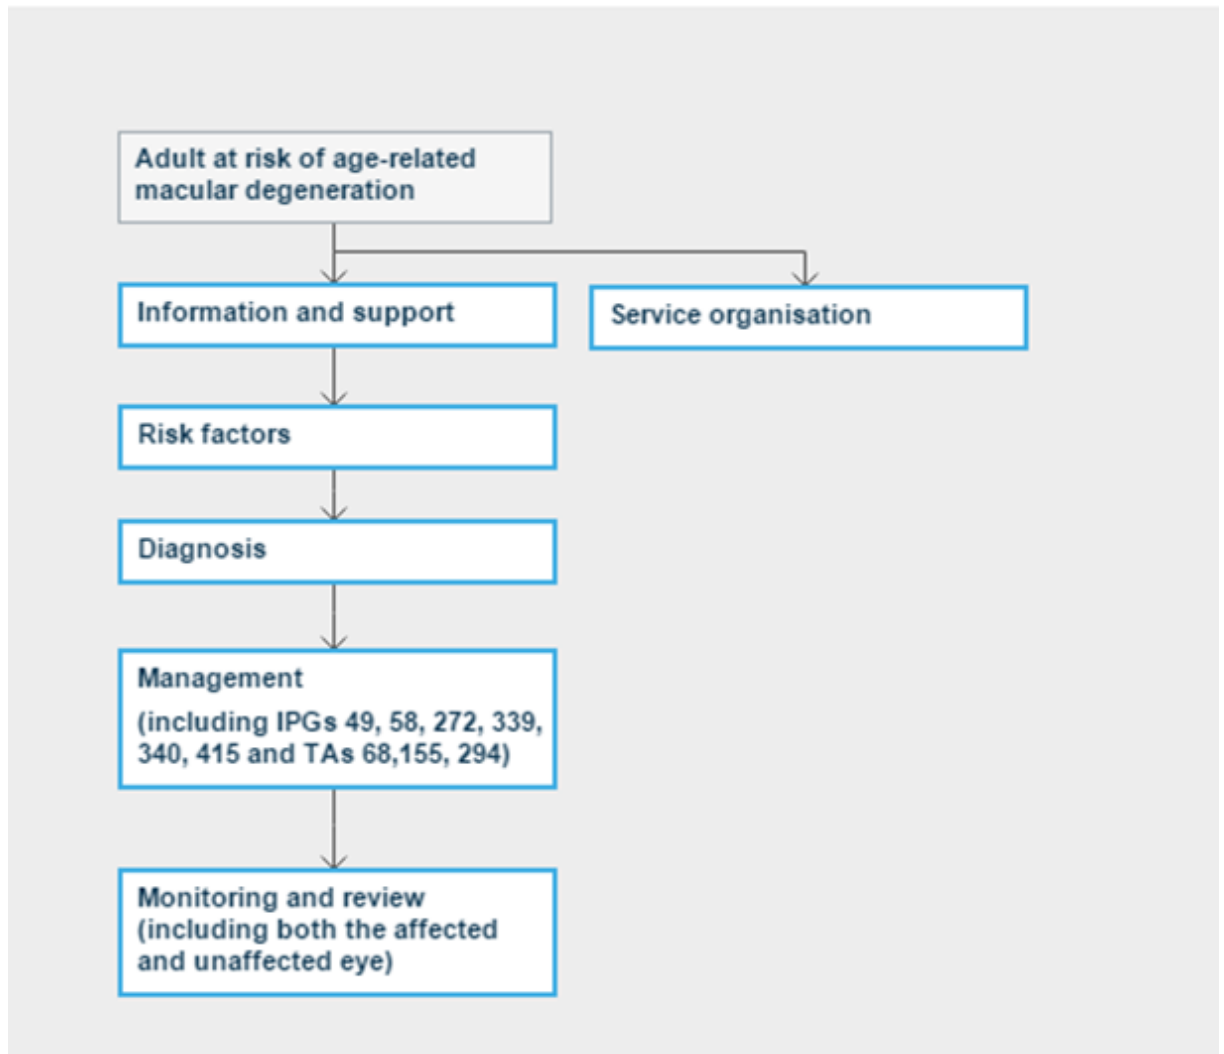 Adult at risk of age-related
macular degeneration
Information and support
Service organisation
Risk factors
Diagnosis
Management
(including IPGs 49, 58, 272, 339,
340, 415 and TAs 68,155, 294)
Monitoring and review
(including both the affected
and unaffected eye)